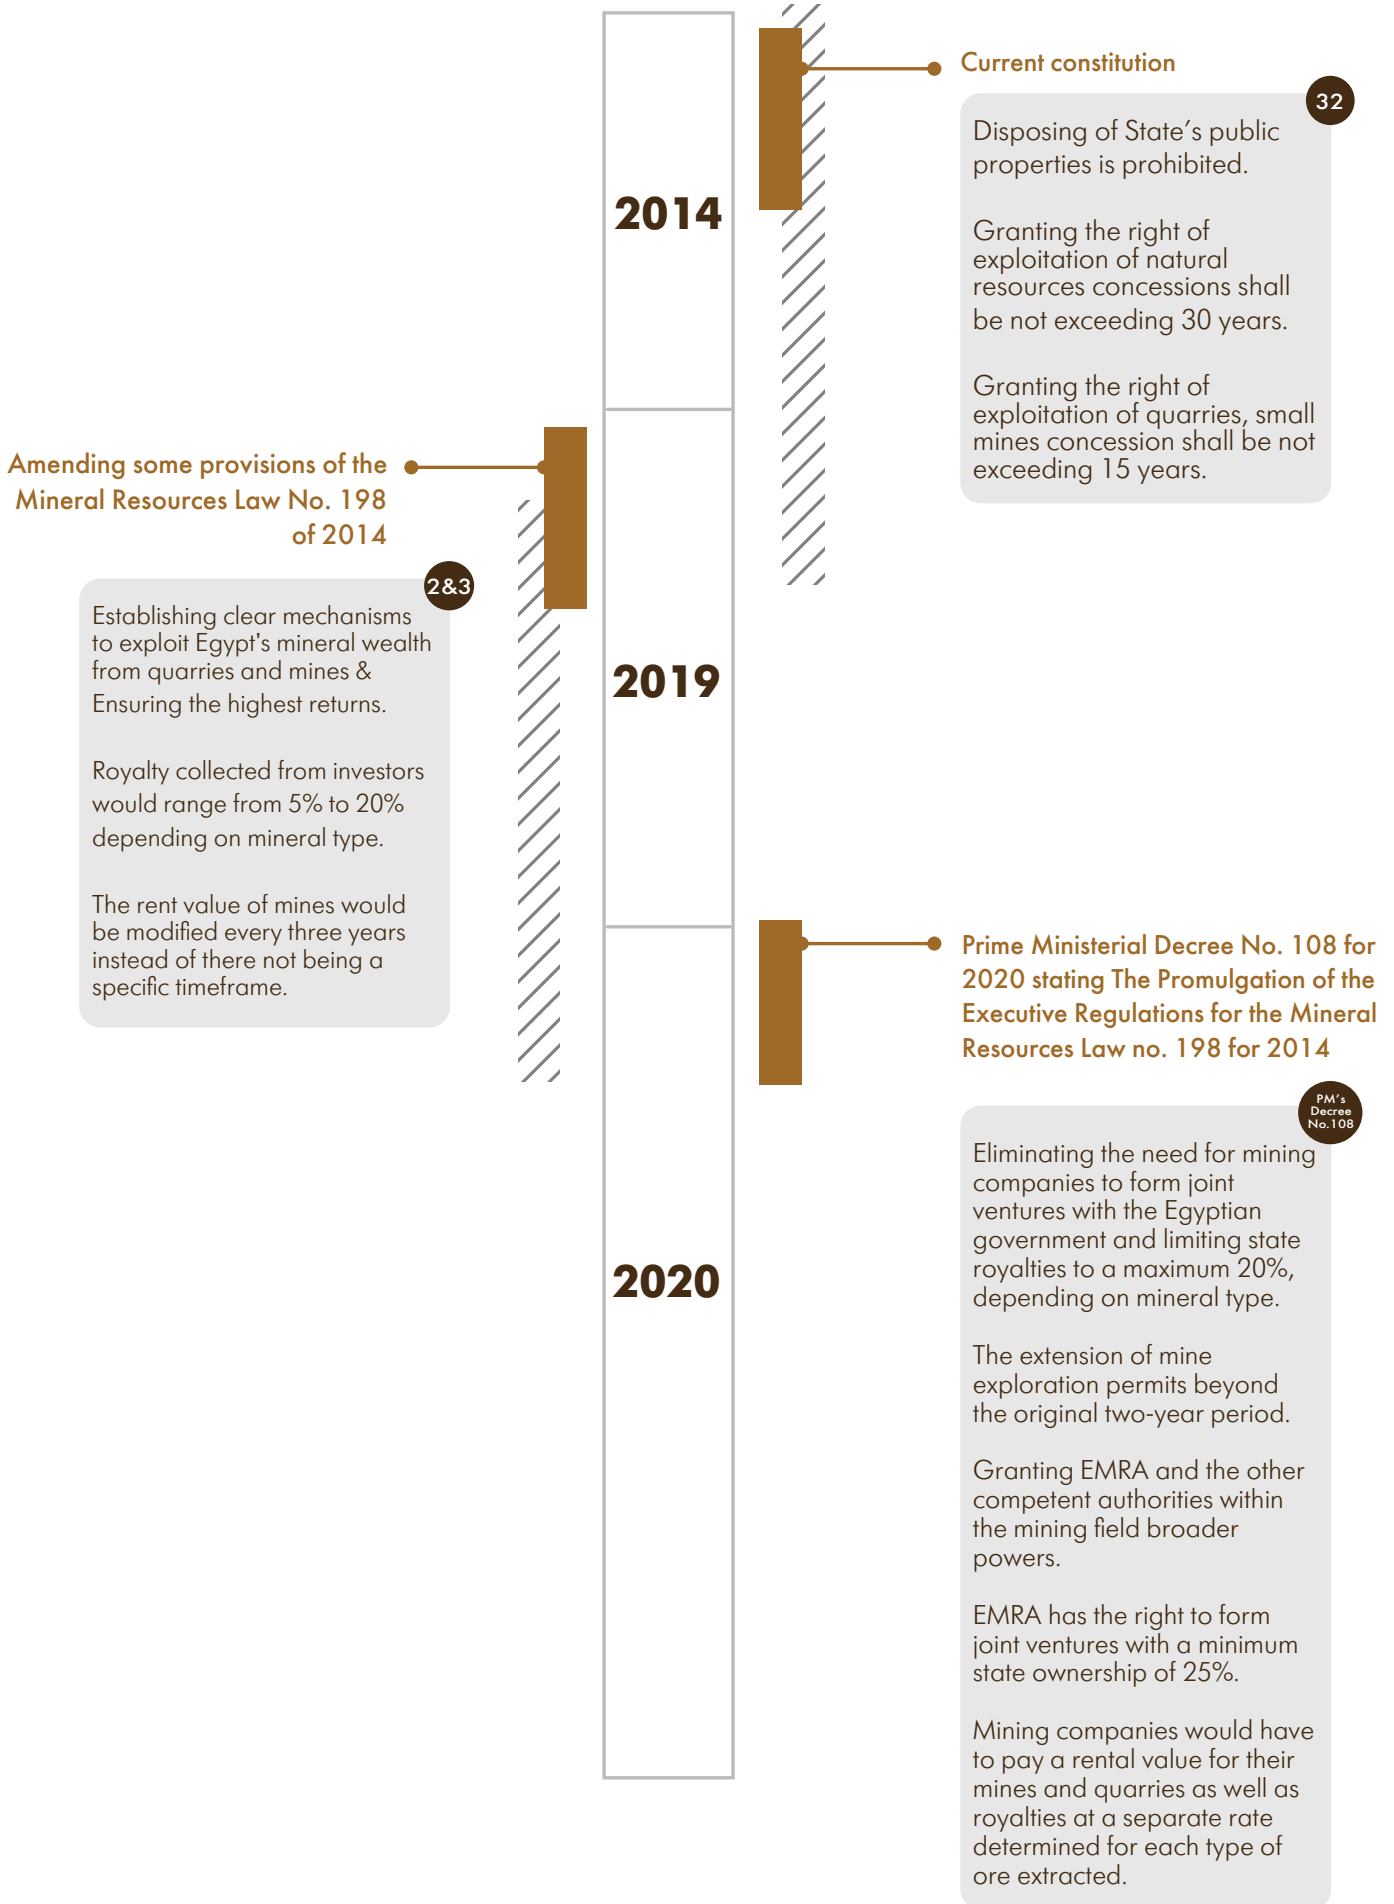 2014
Current constitution
32
Disposing of State’s public
properties is prohibited.
Granting the right of
exploitation of natural
resources concessions shall
be not exceeding 30 years.
Granting the right of
exploitation of quarries, small
mines concession shall be not
exceeding 15 years.
Amending some provisions of the
Mineral Resources Law No. 198
of 2014
2&3
Establishing clear mechanisms
to exploit Egypt's mineral wealth
from quarries and mines &
Ensuring the highest returns.
Royalty collected from investors
would range from 5% to 20%
depending on mineral type.
The rent value of mines would
be modified every three years
instead of there not being a
specific timeframe.
2019
Prime Ministerial Decree No. 108 for
2020 stating The Promulgation of the
Executive Regulations for the Mineral
Resources Law no. 198 for 2014
PM’s
Decree
No.108
Eliminating the need for mining
companies to form joint
ventures with the Egyptian
government and limiting state
royalties to a maximum 20%,
depending on mineral type.
The extension of mine
exploration permits beyond
the original two-year period.
Granting EMRA and the other
competent authorities within
the mining field broader
powers.
EMRA has the right to form
joint ventures with a minimum
state ownership of 25%.
Mining companies would have
to pay a rental value for their
mines and quarries as well as
royalties at a separate rate
determined for each type of
ore extracted.
2020